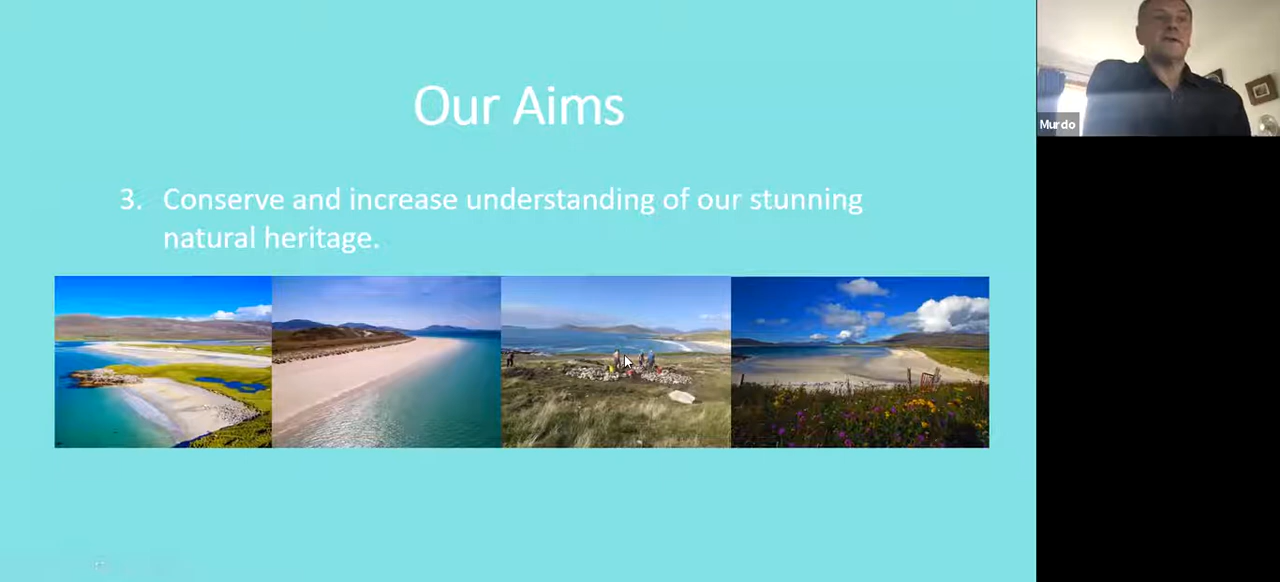 Our Aims
3. Conserve and increase understanding of our stunning
natural heritage.
Murdo